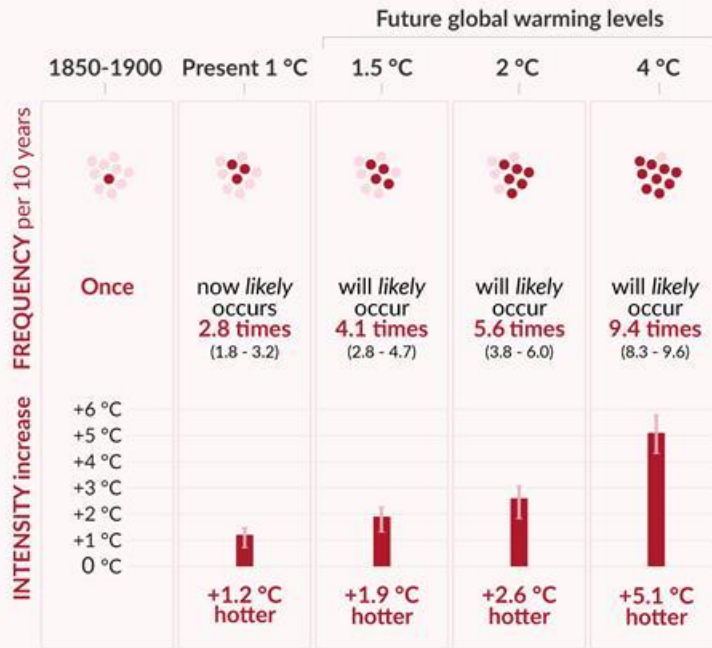 Future global warming levels
1850-1900
Present 1 °C
1.5 °C
2 °C
4 °C
FREQUENCY per 10 years
Once
now likely
occurs
2.8 times
(1.8 - 3.2)
will likely
occur
4.1 times
(2.8 - 4.7)
will likely
occur
5.6 times
(3.8 - 6.0)
will likely
occur
9.4 times
(8.3 - 9.6)
INTENSITY increase
+6 °C
+5 °C
+4 °C
+3 °C
+2 °C
+1 °C
0 °C
+1.2 °C
hotter
+1.9 °C
hotter
+2.6 °C
hotter
+5.1 °C
hotter